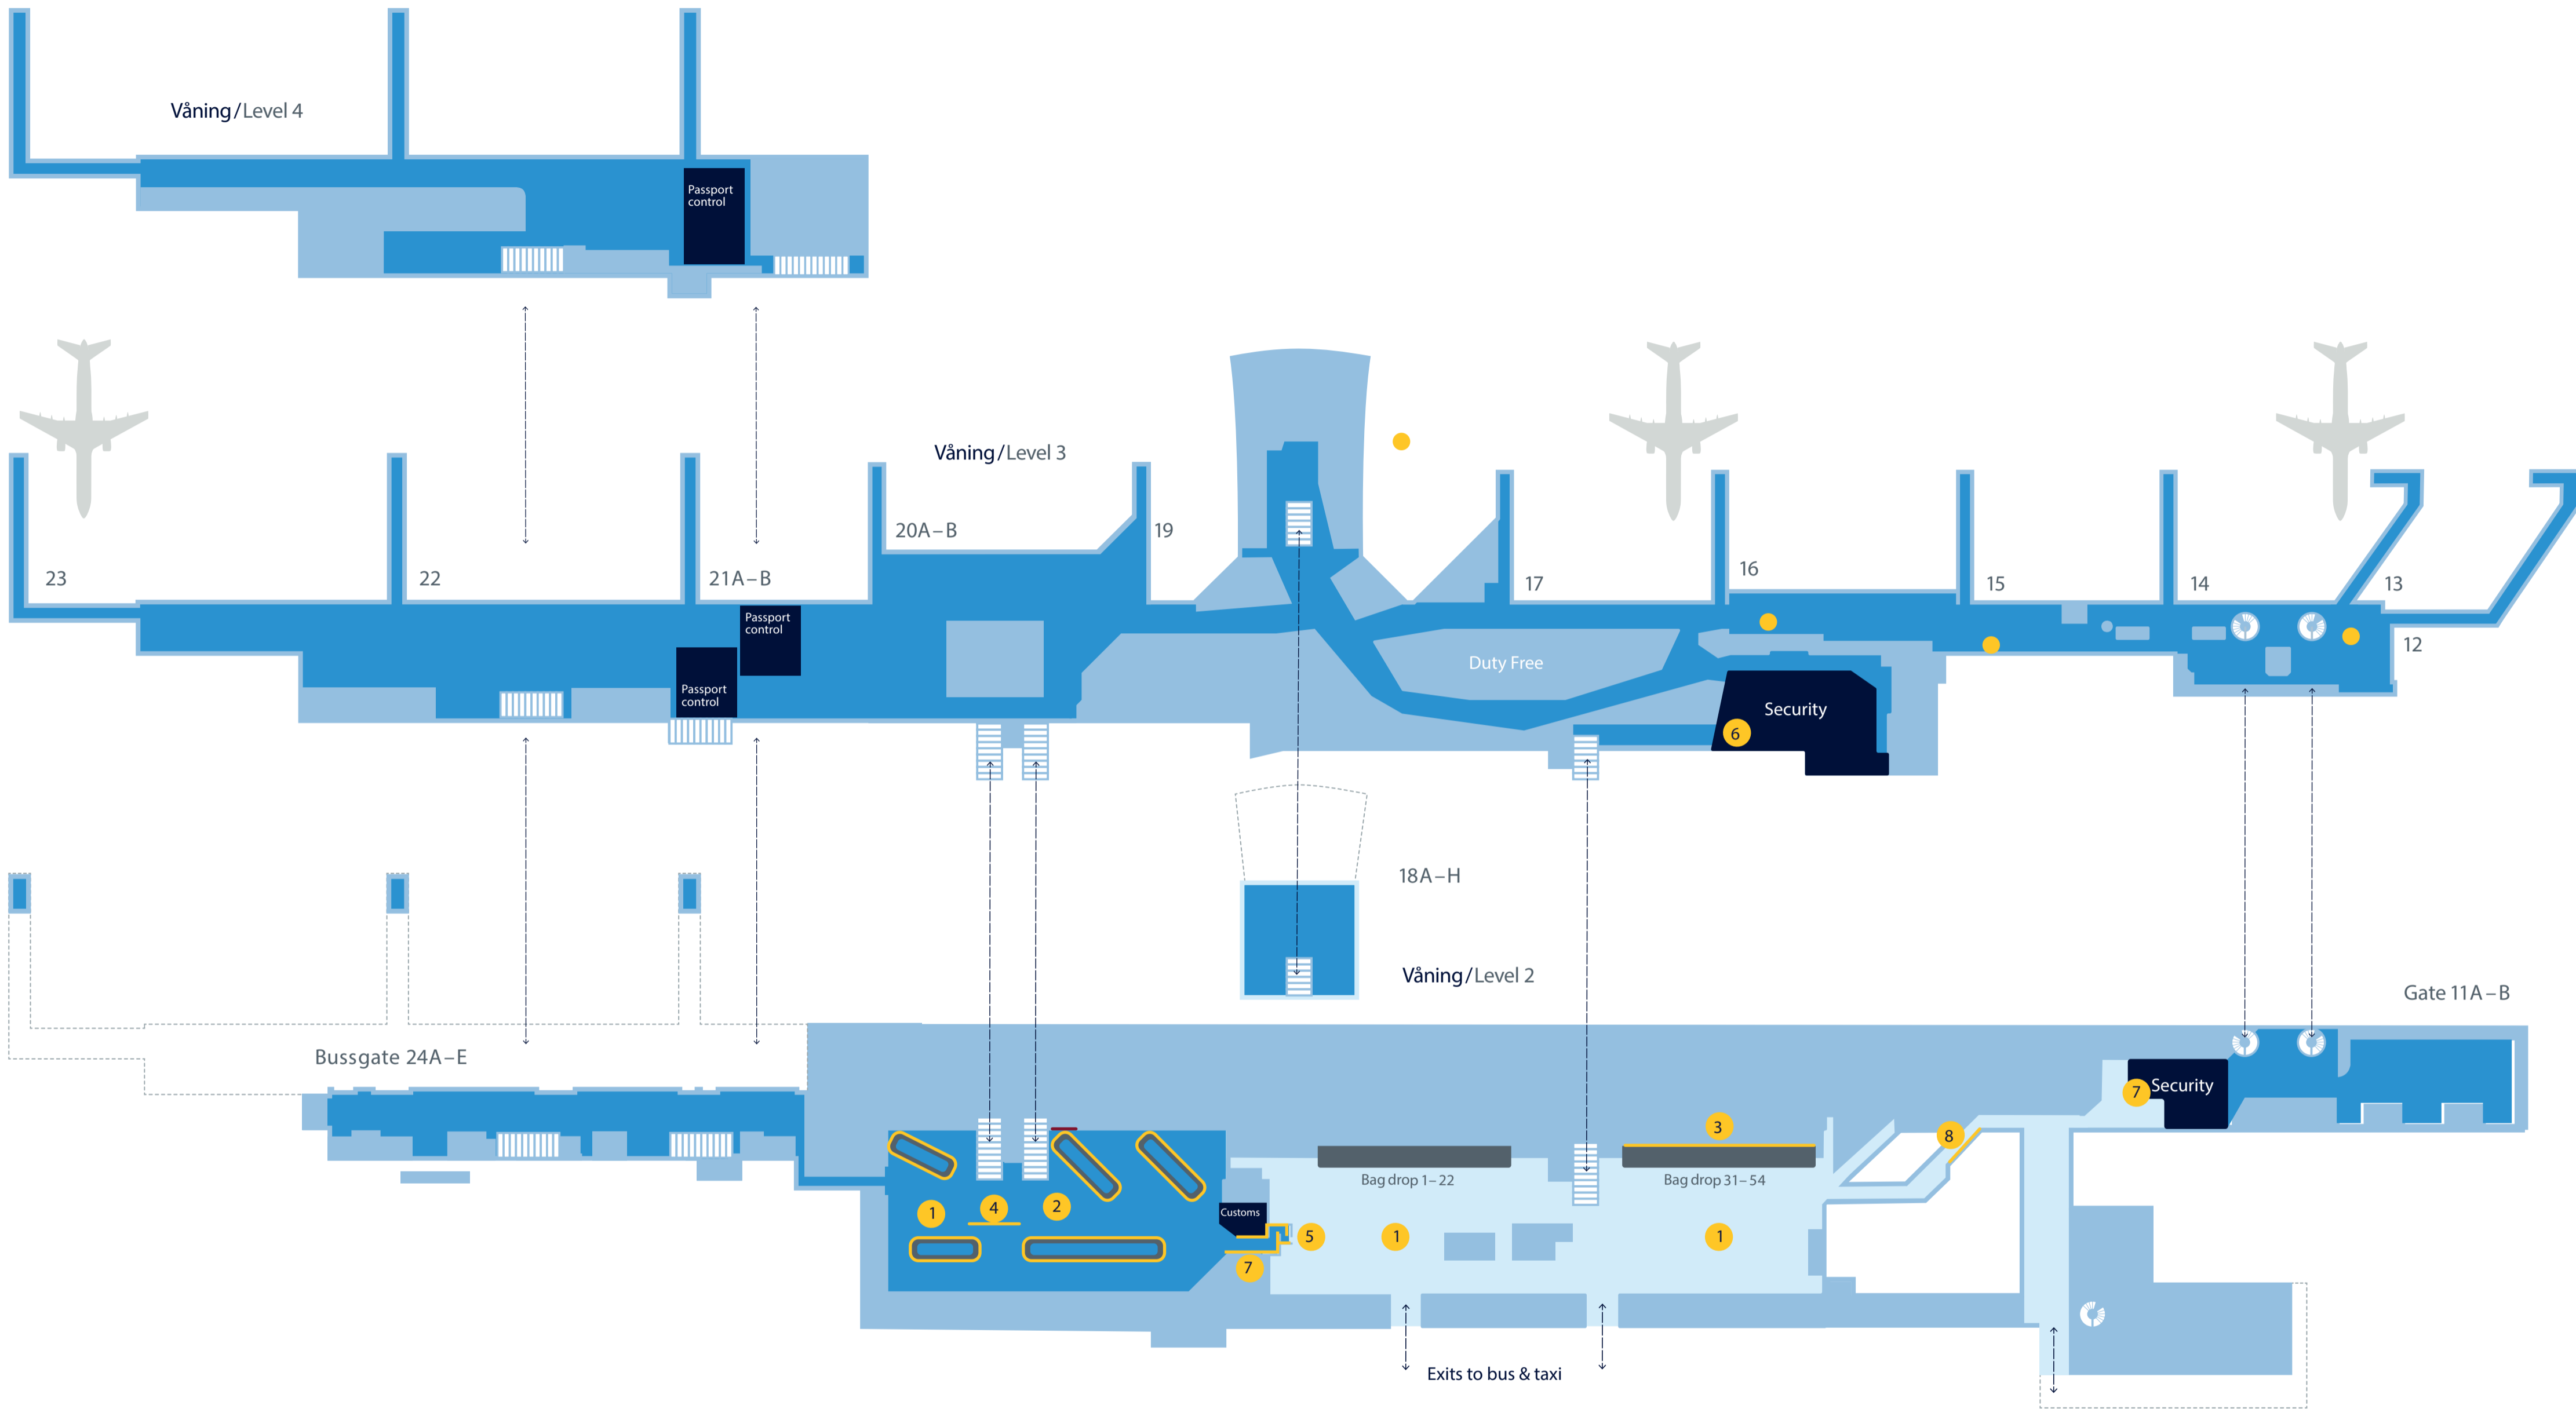 Våning/Level 4
Passport
control
Våning/Level 3
20A–B
19
23
22
21A–B
17
16
15
14
13
12
Passport
control
Passport
control
Duty Free
Security
6
18A–H
Våning/Level 2
Gate 11A–B
Bussgate 24A–E
7
Security
3
8
Bag drop 1–22
Bag drop 31–54
1
4
2
Customs
5
1
1
7
Exits to bus & taxi